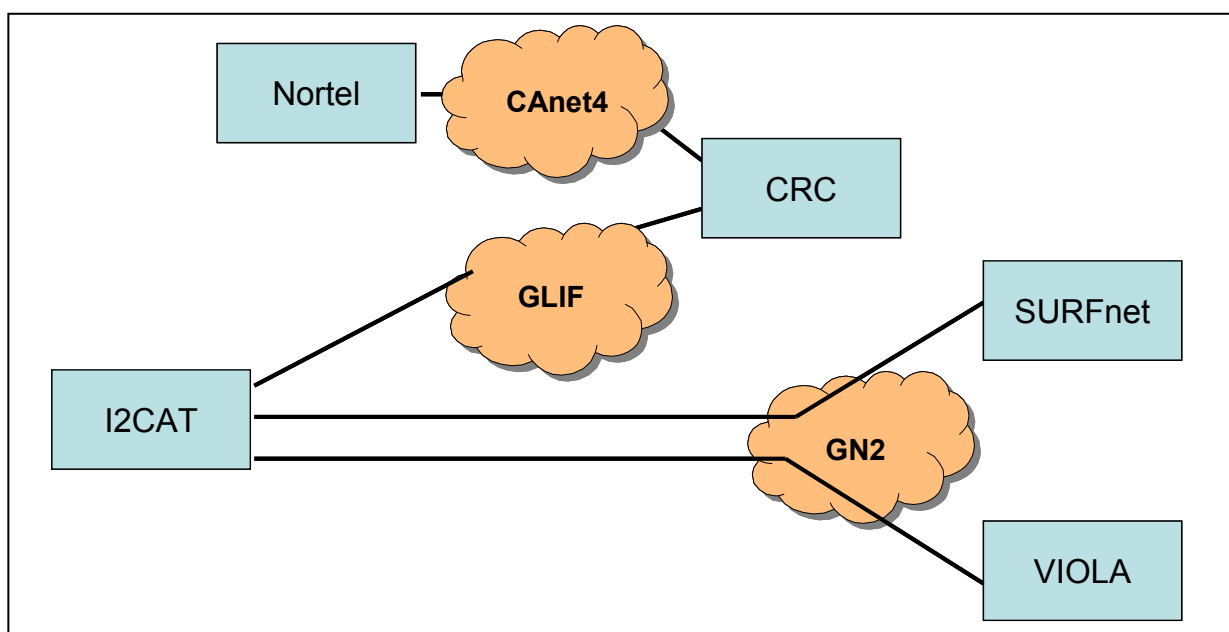 Nortel
CAnet4
CRC
GLIF
SURFnet
I2CAT
GN2
VIOLA